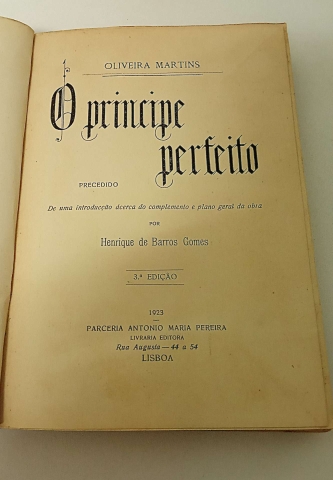 OLIVEIRA MARTINS
O principe
perfeito
PRECEDIDO
De uma introducção ácerca do complemento e plano geral da obra
POR
Henrique de Barros Gomes
3.ª EDIÇÃO
1923
PARCERIA ANTONIO MARIA PEREIRA
LIVRARIA EDITORA
Rua Augusta — 44 a 54
LISBOA